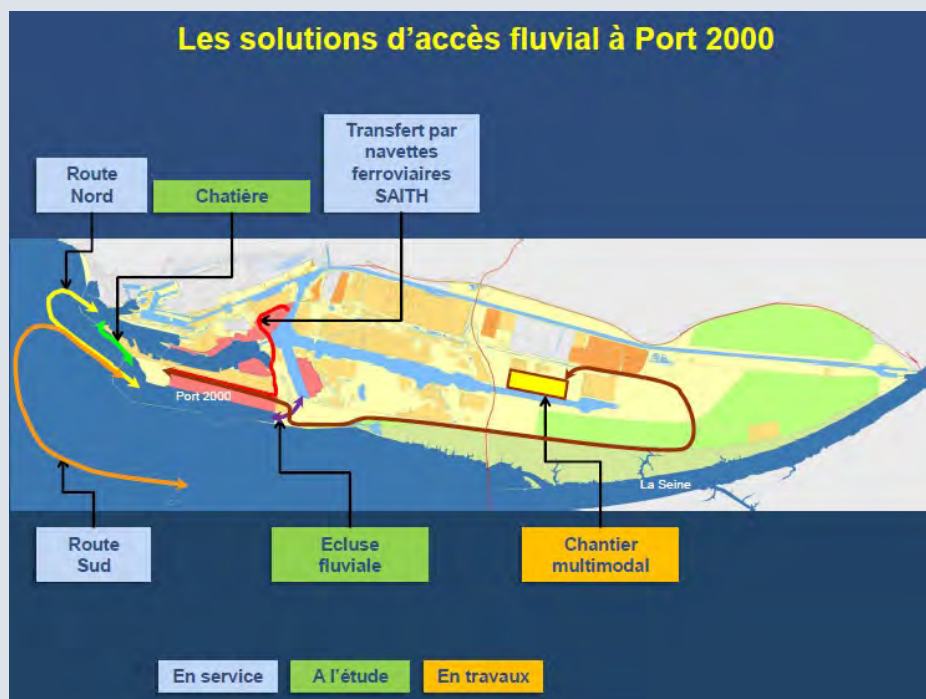 Les solutions d'accès fluvial à Port 2000
Transfert par
navettes
ferroviaires
SAITH
Route
Nord
Chatière
Port 2000
La Seine
Route
Sud
Ecluse
fluviale
Chantier
multimodal
En service
A l'étude
En travaux